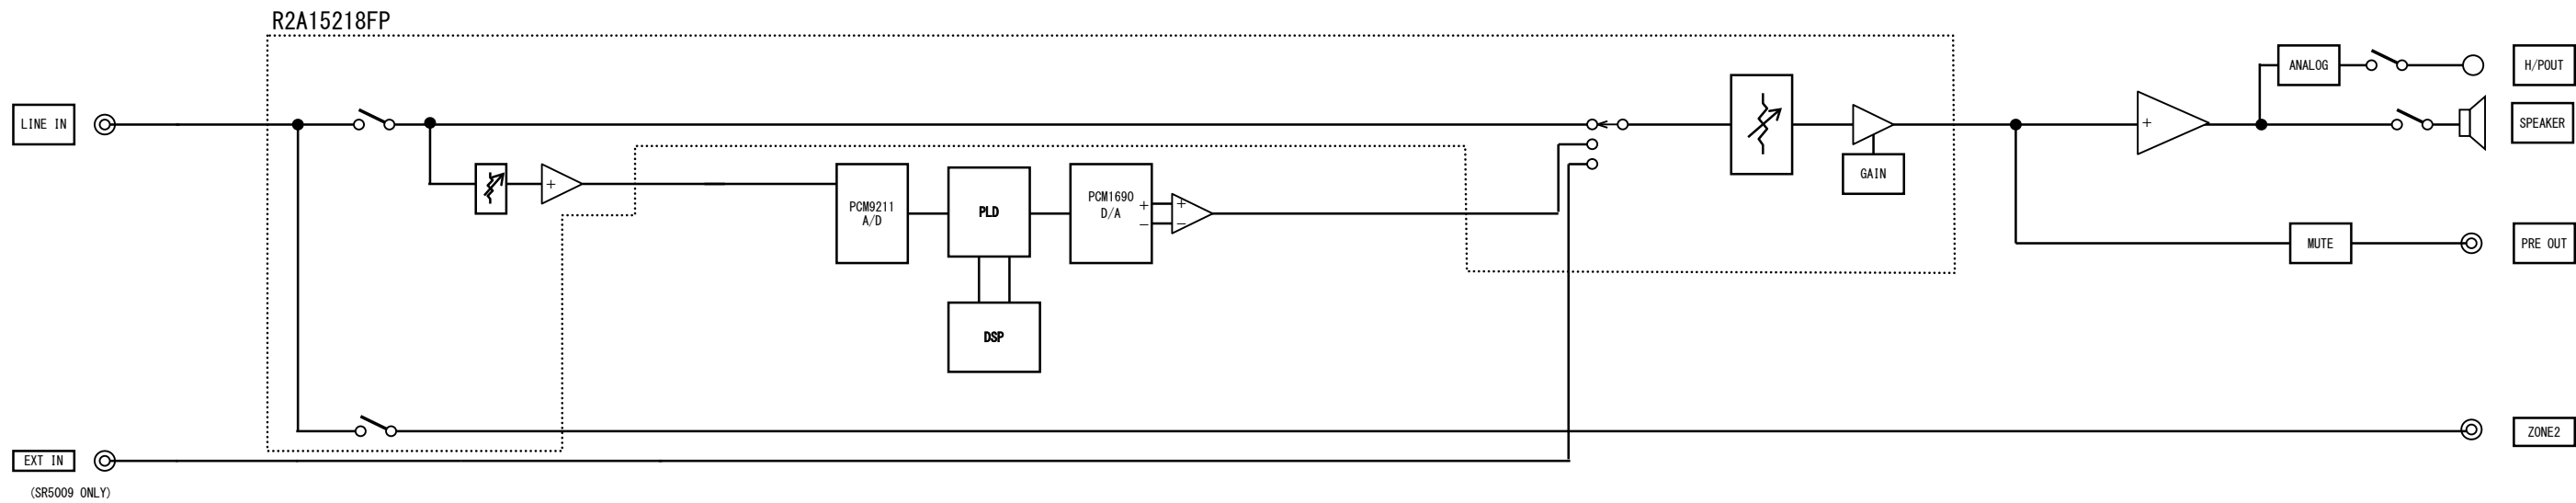 R2A15218FP
ANALOG
H/POUT
LINE IN
+
SPEAKER
GAIN
+
PCM9211
A/D
PLD
PCM1690
D/A
+
−
+
−
MUTE
PRE OUT
DSP
ZONE2
EXT IN
(SR5009 ONLY)